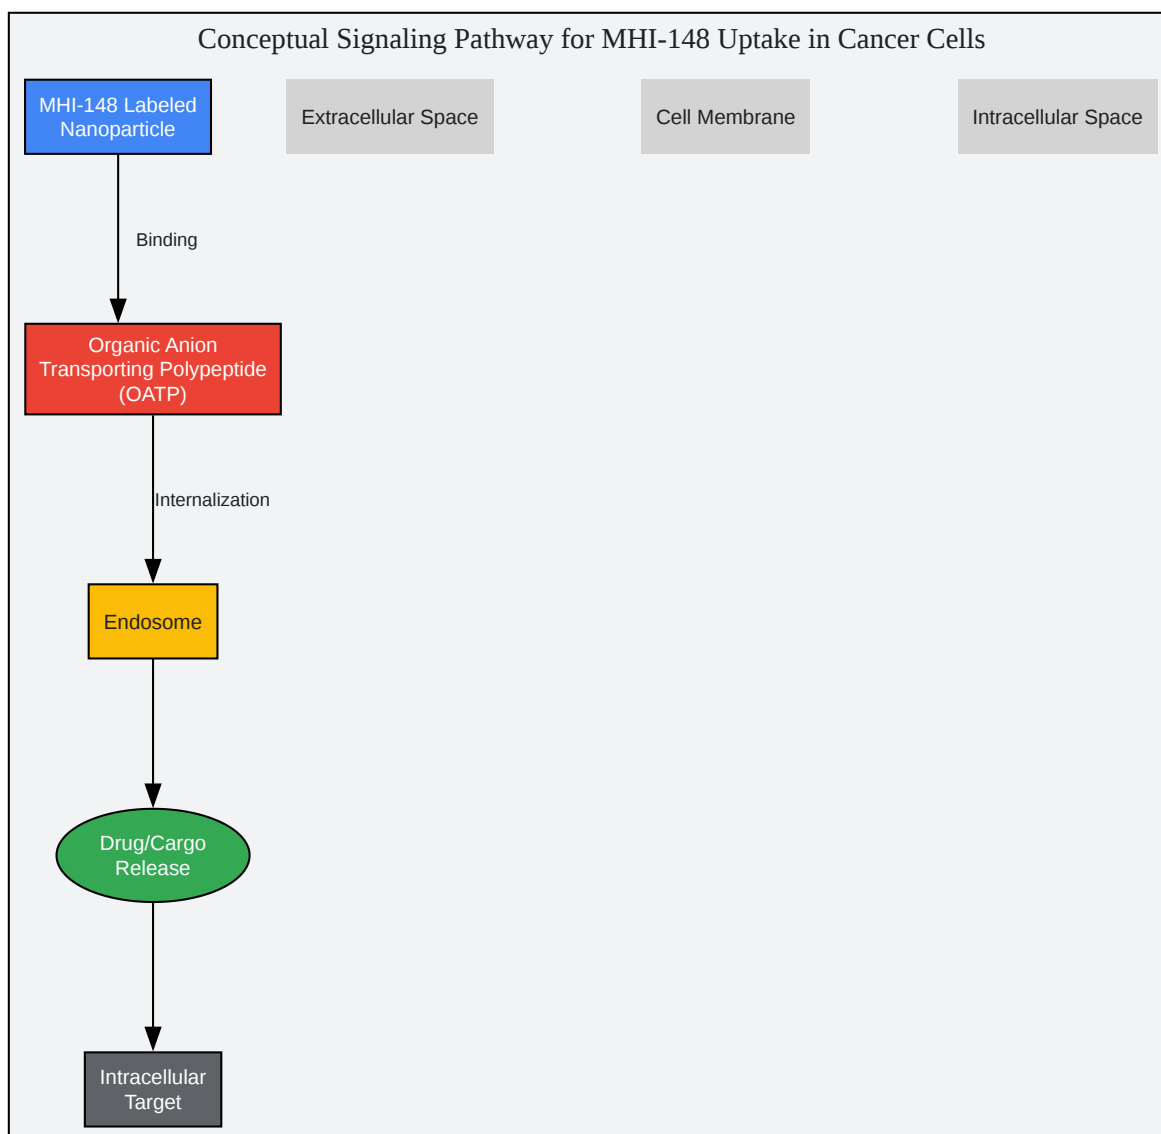 Conceptual Signaling Pathway for MHI-148 Uptake in Cancer Cells
MHI-148 Labeled
Nanoparticle
Extracellular Space
Cell Membrane
Intracellular Space
Binding
Organic Anion
Transporting Polypeptide
(OATP)
Internalization
Endosome
Drug/Cargo
Release
Intracellular
Target